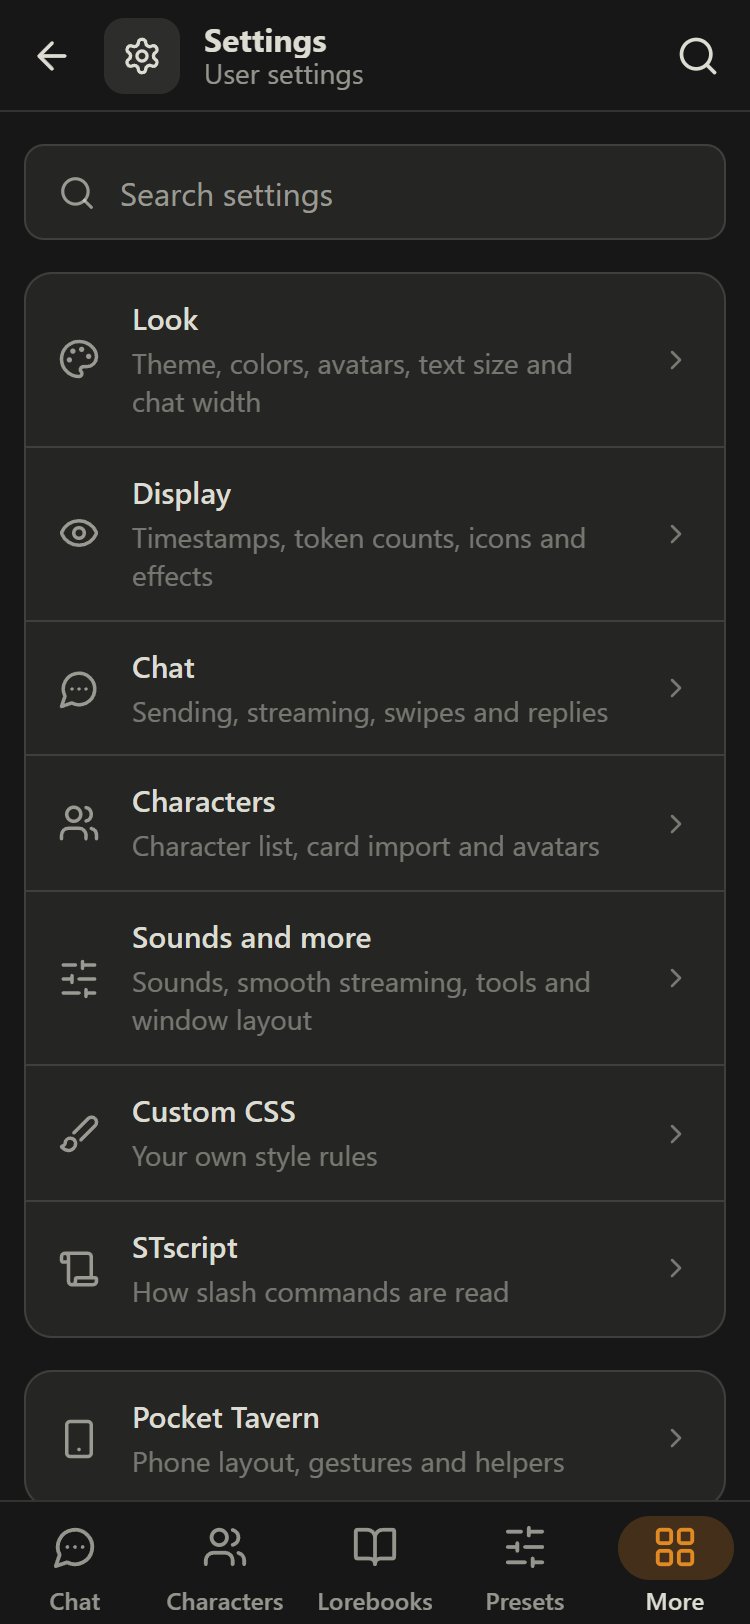 Settings
User settings
Search settings
Look
Theme, colors, avatars, text size and
chat width
Display
Timestamps, token counts, icons and
effects
Chat
Sending, streaming, swipes and replies
Characters
Character list, card import and avatars
Sounds and more
Sounds, smooth streaming, tools and
window layout
Custom CSS
Your own style rules
STscript
How slash commands are read
Pocket Tavern
Phone layout, gestures and helpers
Chat
Characters
Lorebooks
Presets
More